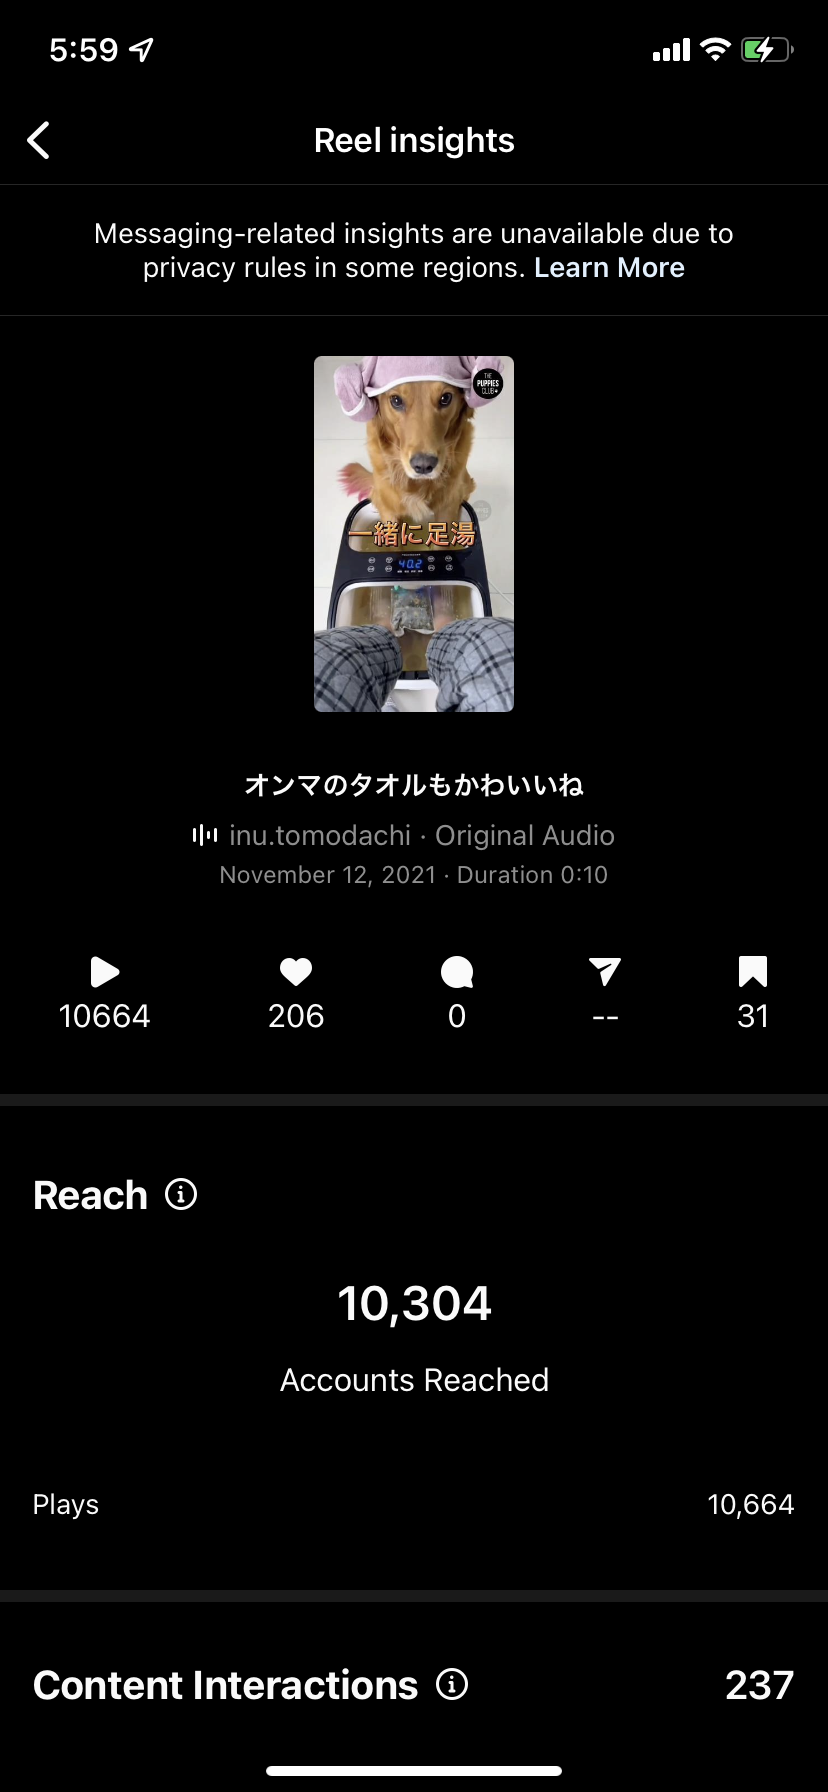 5:59
Reel insights
Messaging-related insights are unavailable due to
privacy rules in some regions. Learn More
THE
PUPPIES
CLUB
一緒に足湯
40.2
オンマのタオルもかわいいね
inu.tomodachi · Original Audio
November 12, 2021 · Duration 0:10
10664 206 0 -- 31
Reach
10,304
Accounts Reached
Plays 10,664
Content Interactions 237